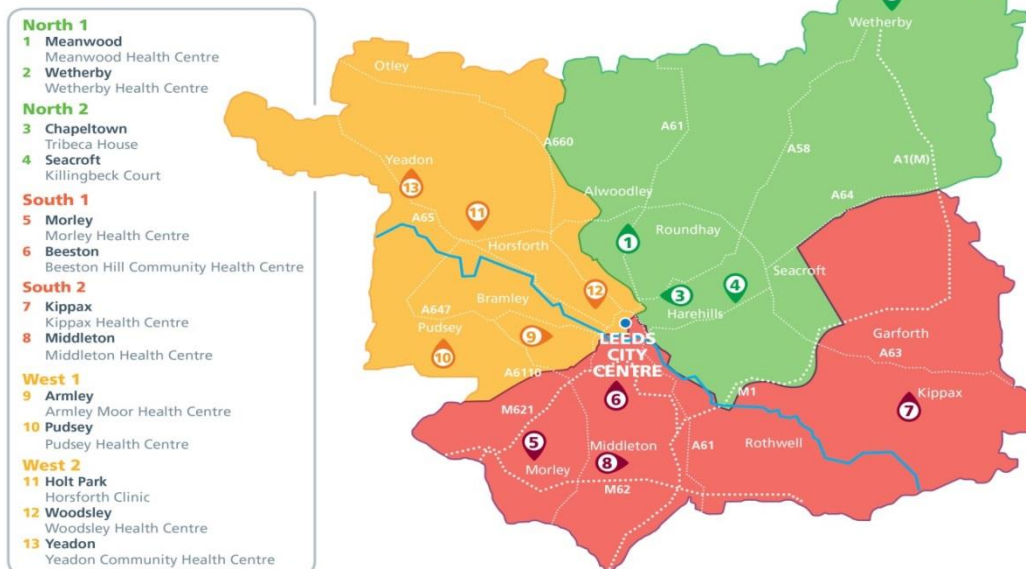 North 1
1 Meanwood
Meanwood Health Centre
2 Wetherby
Wetherby Health Centre
North 2
3 Chapeltown
Tribeca House
4 Seacroft
Killingbeck Court
South 1
5 Morley
Morley Health Centre
6 Beeston
Beeston Hill Community Health Centre
South 2
7 Kippax
Kippax Health Centre
8 Middleton
Middleton Health Centre
West 1
9 Armley
Armley Moor Health Centre
10 Pudsey
Pudsey Health Centre
West 2
11 Holt Park
Horsforth Clinic
12 Woodsley
Woodsley Health Centre
13 Yeadon
Yeadon Community Health Centre
Wetherby
Otley
A61
A660
A58
A1(M)
Yeadon
13
Alwoodley
A64
A65
11
1
Roundhay
Horsforth
Seacroft
12
3
4
Bramley
A647
Harehills
Pudsey
9
10
LEEDS
CITY
CENTRE
Garforth
A63
A6110
M1
6
Kippax
7
M621
5
Middleton
A61
Rothwell
8
Morley
M62